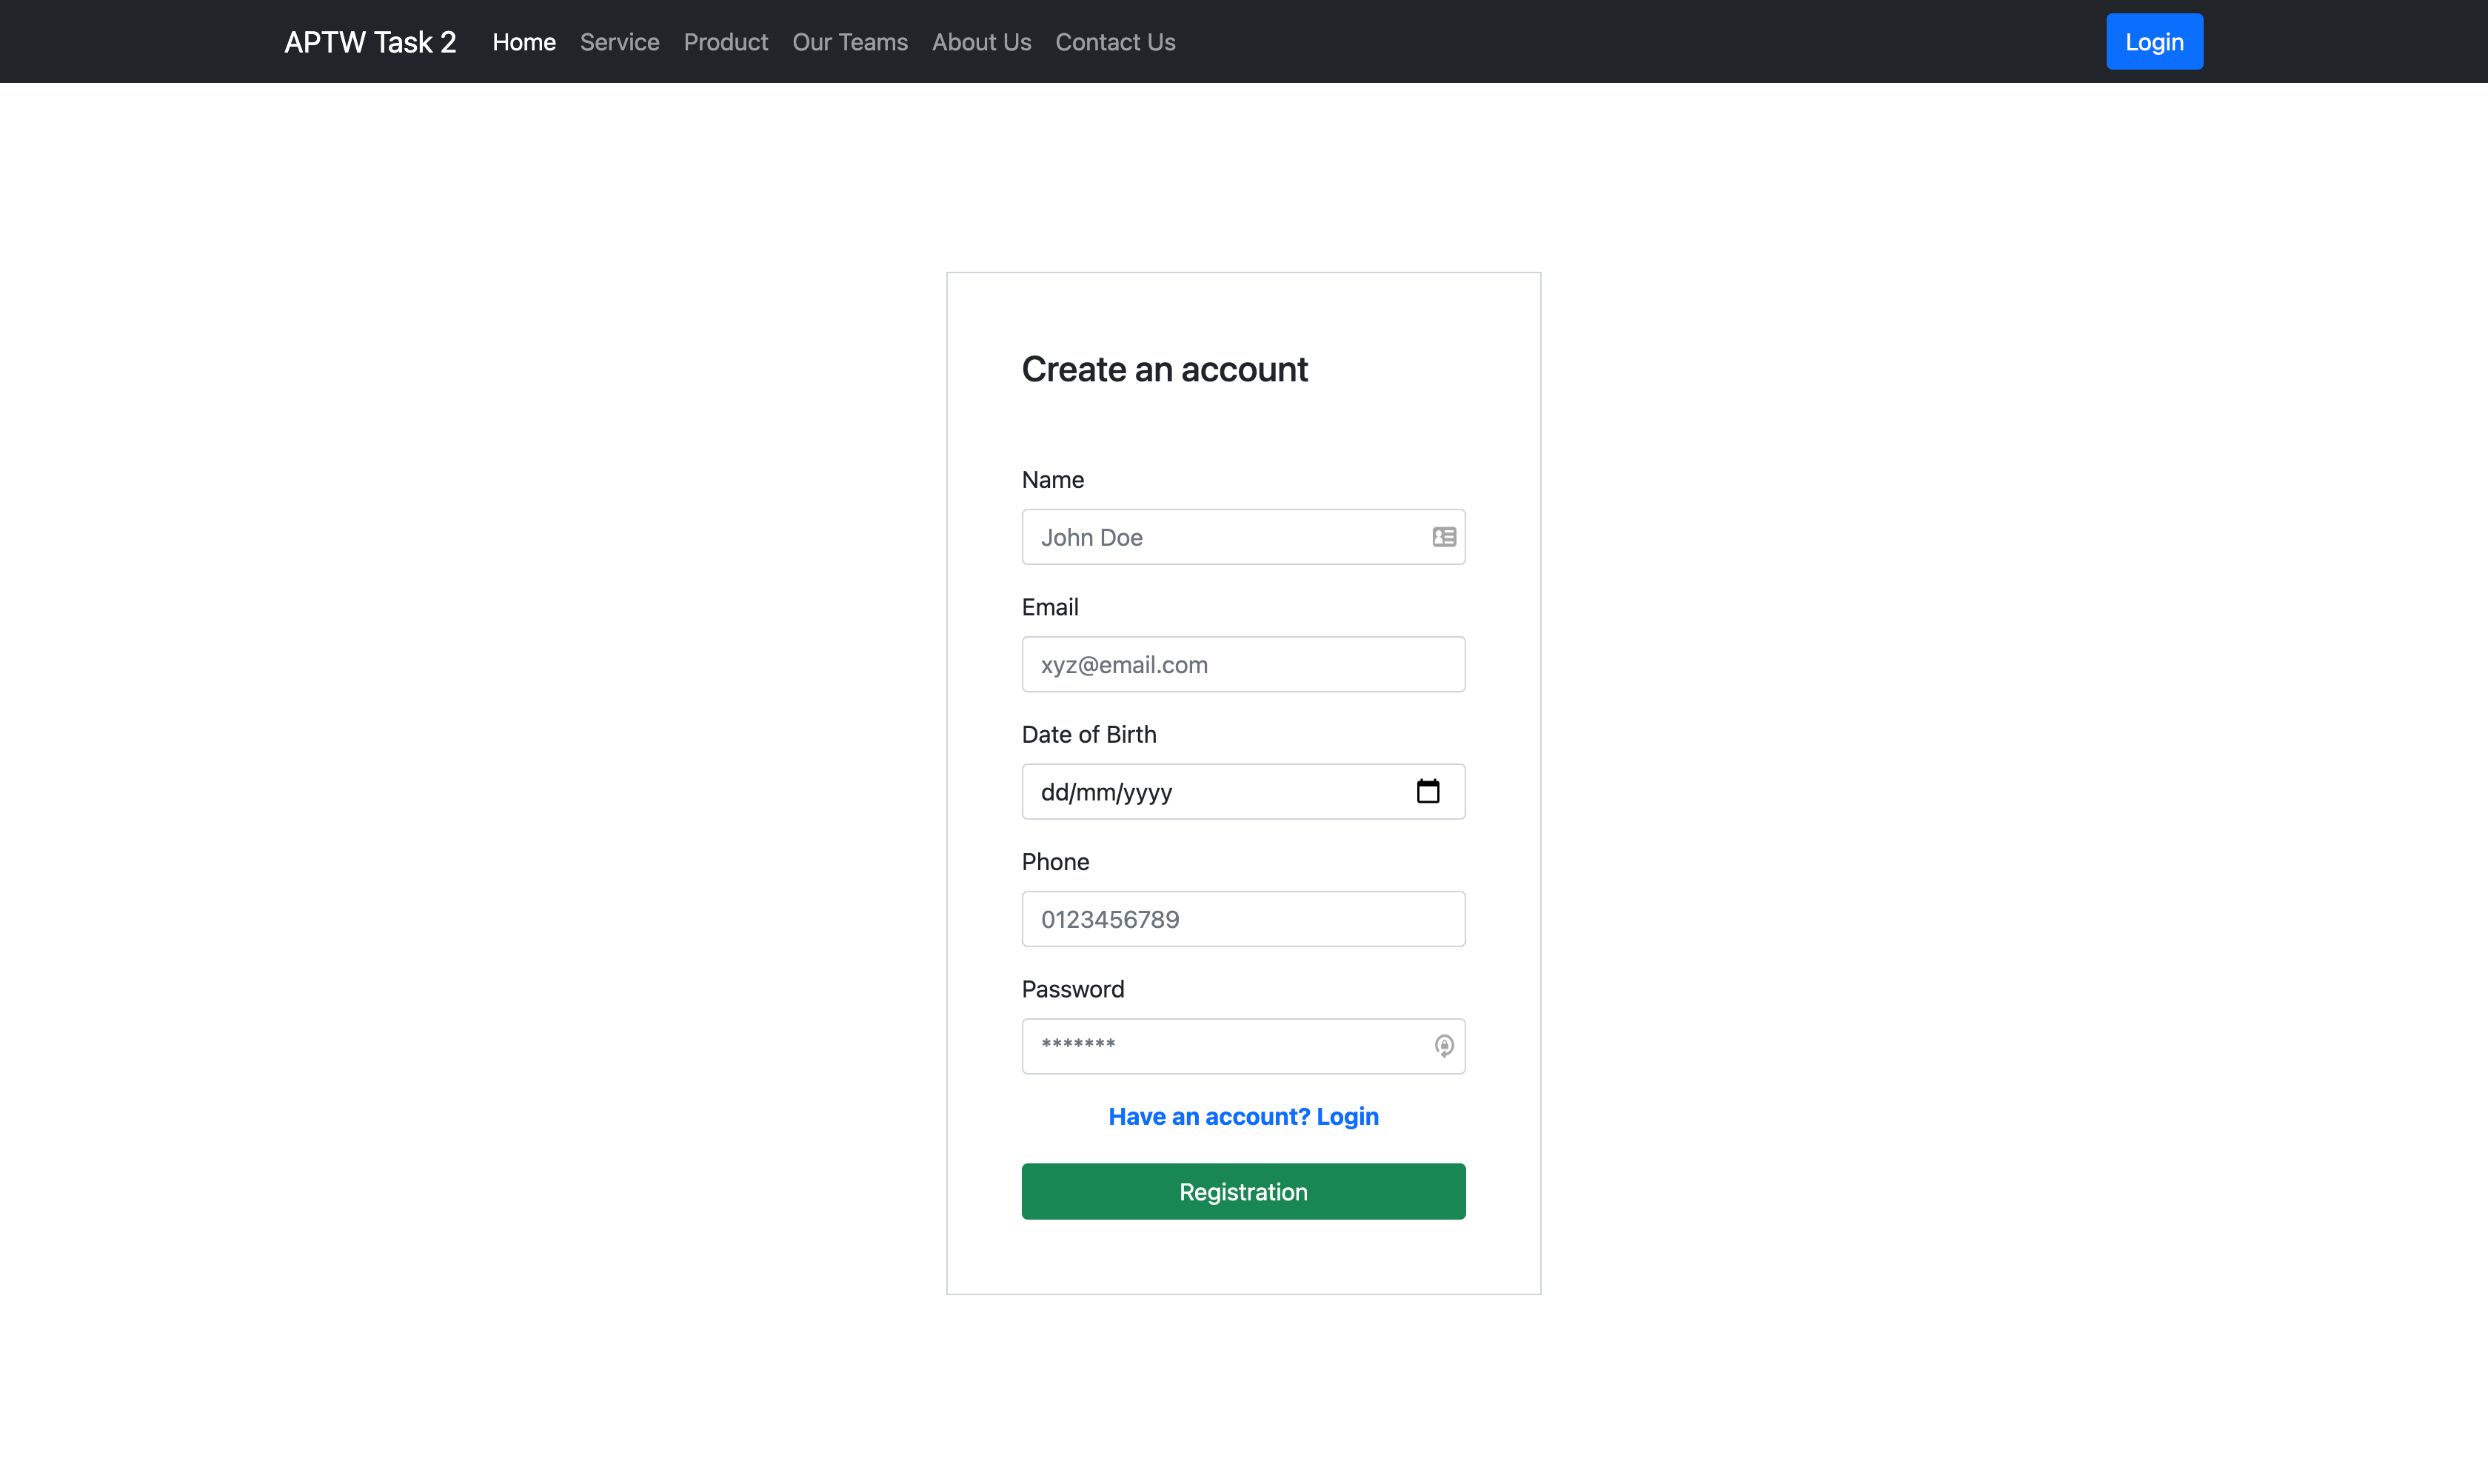 APTW Task 2 Home Service Product Our Teams About Us Contact Us Login
Create an account
Name
John Doe
Email
xyz@email.com
Date of Birth
dd/mm/yyyy
Phone
0123456789
Password
*******
Have an account? Login
Registration